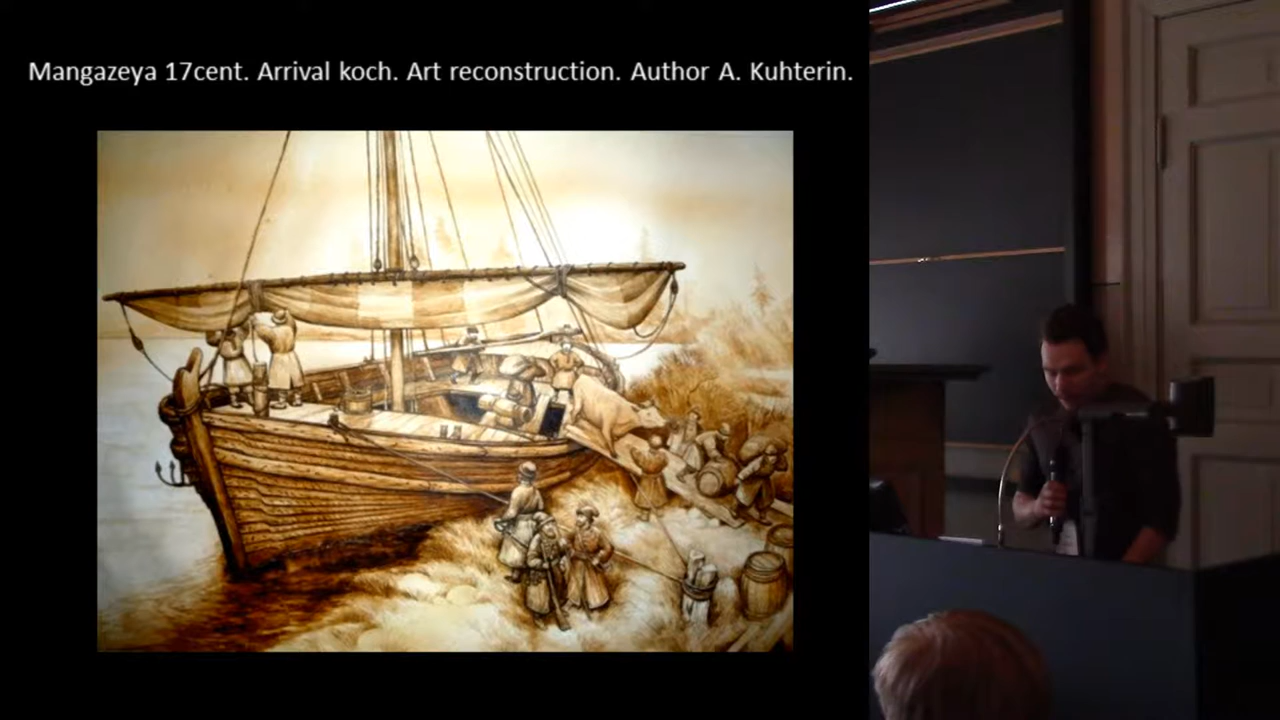 Mangazeya 17cent. Arrival koch. Art reconstruction. Author A. Kuhterin.